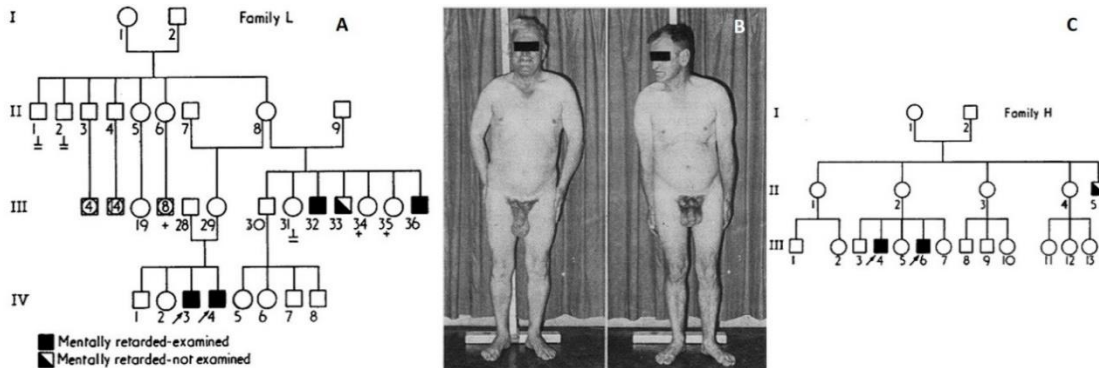 I
Family L
A
1 2
II
1 2 3 4 5 6 7 8 9
III
4 4 8
19 28 29 30 31 32 33 34 35 36
+ + +
IV
1 2 3 4 5 6 7 8
Mentally retarded-examined
Mentally retarded-not examined
B
C
I
1 2
Family H
II
1 2 3 4 5
III
1 2 3 4 5 6 7 8 9 10 11 12 13